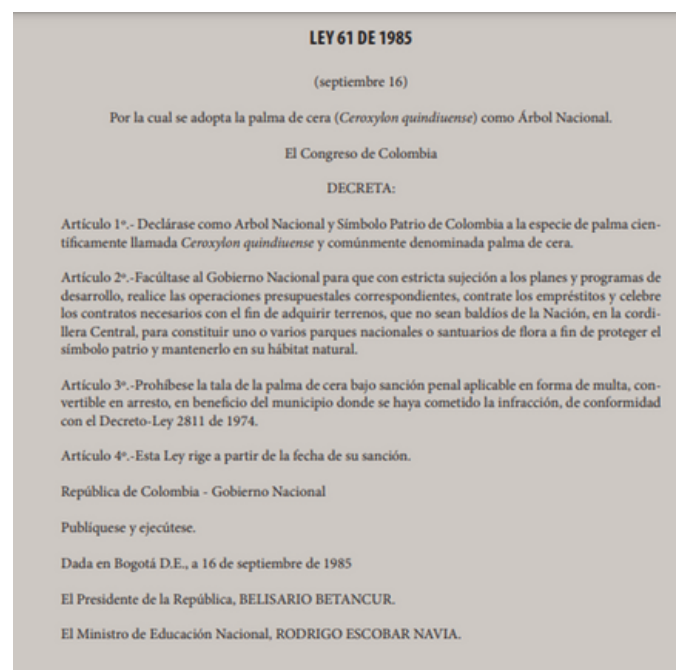 LEY 61 DE 1985
(septiembre 16)
Por la cual se adopta la palma de cera (Ceroxylon quindiuense) como Árbol Nacional.
El Congreso de Colombia
DECRETA:
Artículo 1º.- Declárase como Arbol Nacional y Símbolo Patrio de Colombia a la especie de palma cien-
tíficamente llamada Ceroxylon quindiuense y comúnmente denominada palma de cera.
Artículo 2º.-Facúltase al Gobierno Nacional para que con estricta sujeción a los planes y programas de
desarrollo, realice las operaciones presupuestales correspondientes, contrate los empréstitos y celebre
los contratos necesarios con el fin de adquirir terrenos, que no sean baldíos de la Nación, en la cordi-
llera Central, para constituir uno o varios parques nacionales o santuarios de flora a fin de proteger el
símbolo patrio y mantenerlo en su hábitat natural.
Artículo 3º.-Prohíbese la tala de la palma de cera bajo sanción penal aplicable en forma de multa, con-
vertible en arresto, en beneficio del municipio donde se haya cometido la infracción, de conformidad
con el Decreto-Ley 2811 de 1974.
Artículo 4º.-Esta Ley rige a partir de la fecha de su sanción.
República de Colombia - Gobierno Nacional
Publíquese y ejecútese.
Dada en Bogotá D.E., a 16 de septiembre de 1985
El Presidente de la República, BELISARIO BETANCUR.
El Ministro de Educación Nacional, RODRIGO ESCOBAR NAVIA.